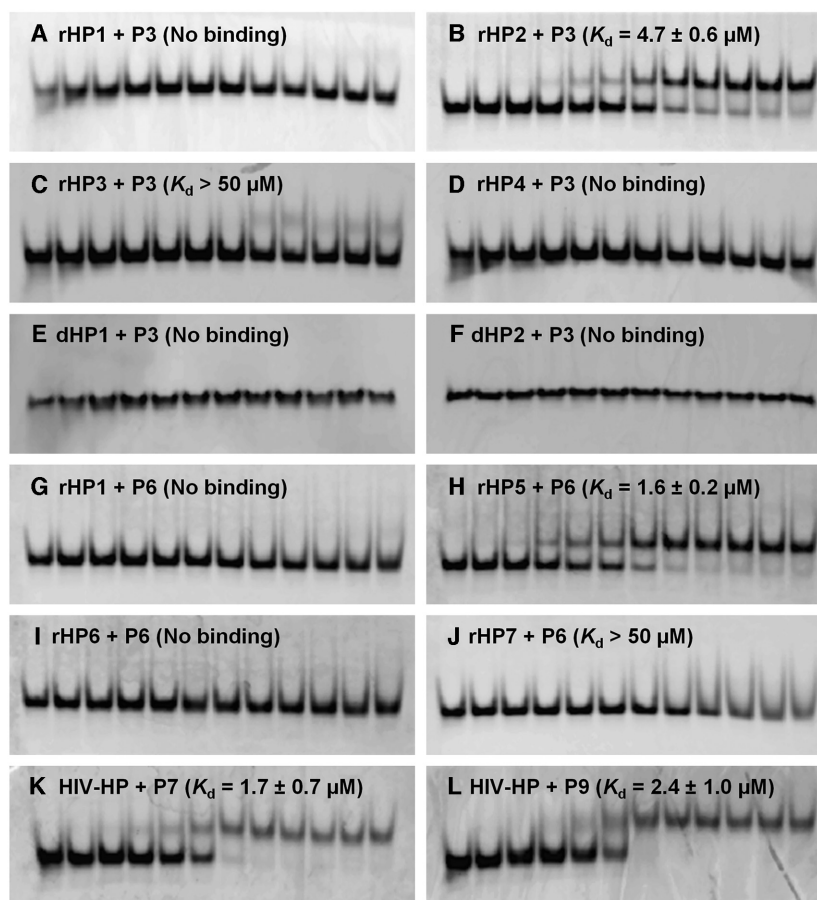 A rHP1 + P3 (No binding)
B rHP2 + P3 (Kd = 4.7 ± 0.6 µM)
C rHP3 + P3 (Kd > 50 µM)
D rHP4 + P3 (No binding)
E dHP1 + P3 (No binding)
F dHP2 + P3 (No binding)
G rHP1 + P6 (No binding)
H rHP5 + P6 (Kd = 1.6 ± 0.2 µM)
I rHP6 + P6 (No binding)
J rHP7 + P6 (Kd > 50 µM)
K HIV-HP + P7 (Kd = 1.7 ± 0.7 µM)
L HIV-HP + P9 (Kd = 2.4 ± 1.0 µM)